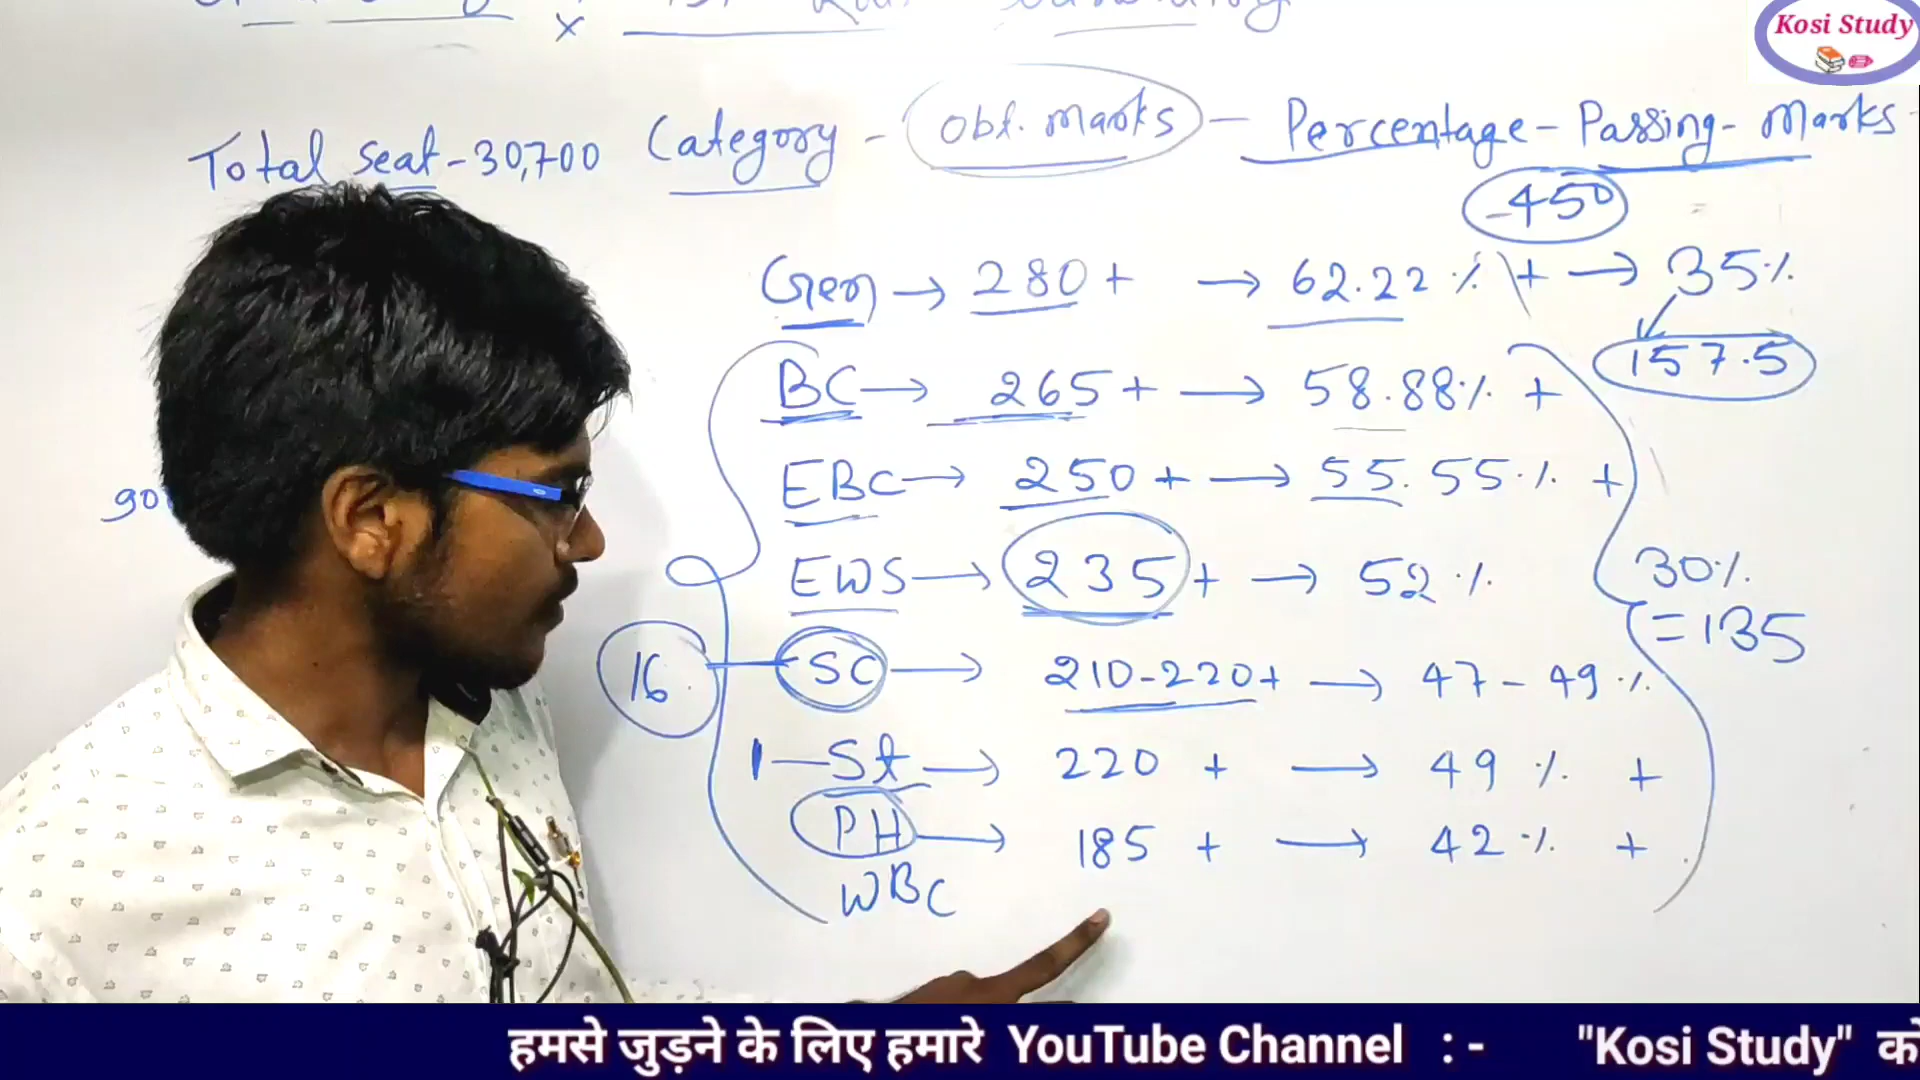 Kosi Study
Total seat - 30,700 Category - Obt. marks - Percentage - Passing - Marks -
-450
Gen → 280 + → 62.22 % + → 35%
157.5
BC → 265 + → 58.88% +
EBC → 250 + → 55.55% +
90
EWS → 235 + → 52 %
30%
= 135
16 SC → 210-220+ → 47 - 49 %
1 - St → 220 + → 49 % +
PH → 185 + → 42 % +
WBC
हमसे जुड़ने के लिए हमारे YouTube Channel : - "Kosi Study" को